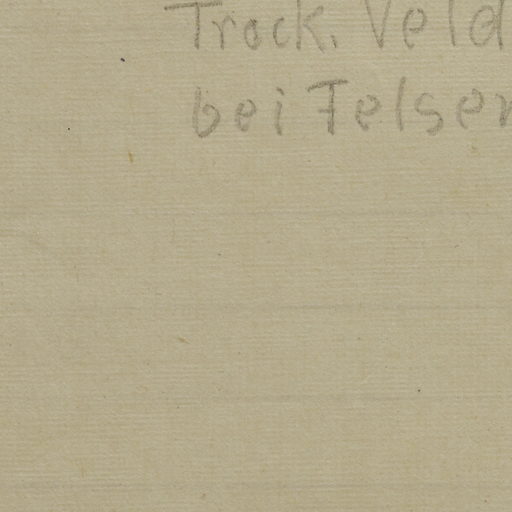 Trock. Veld
bei Felsen